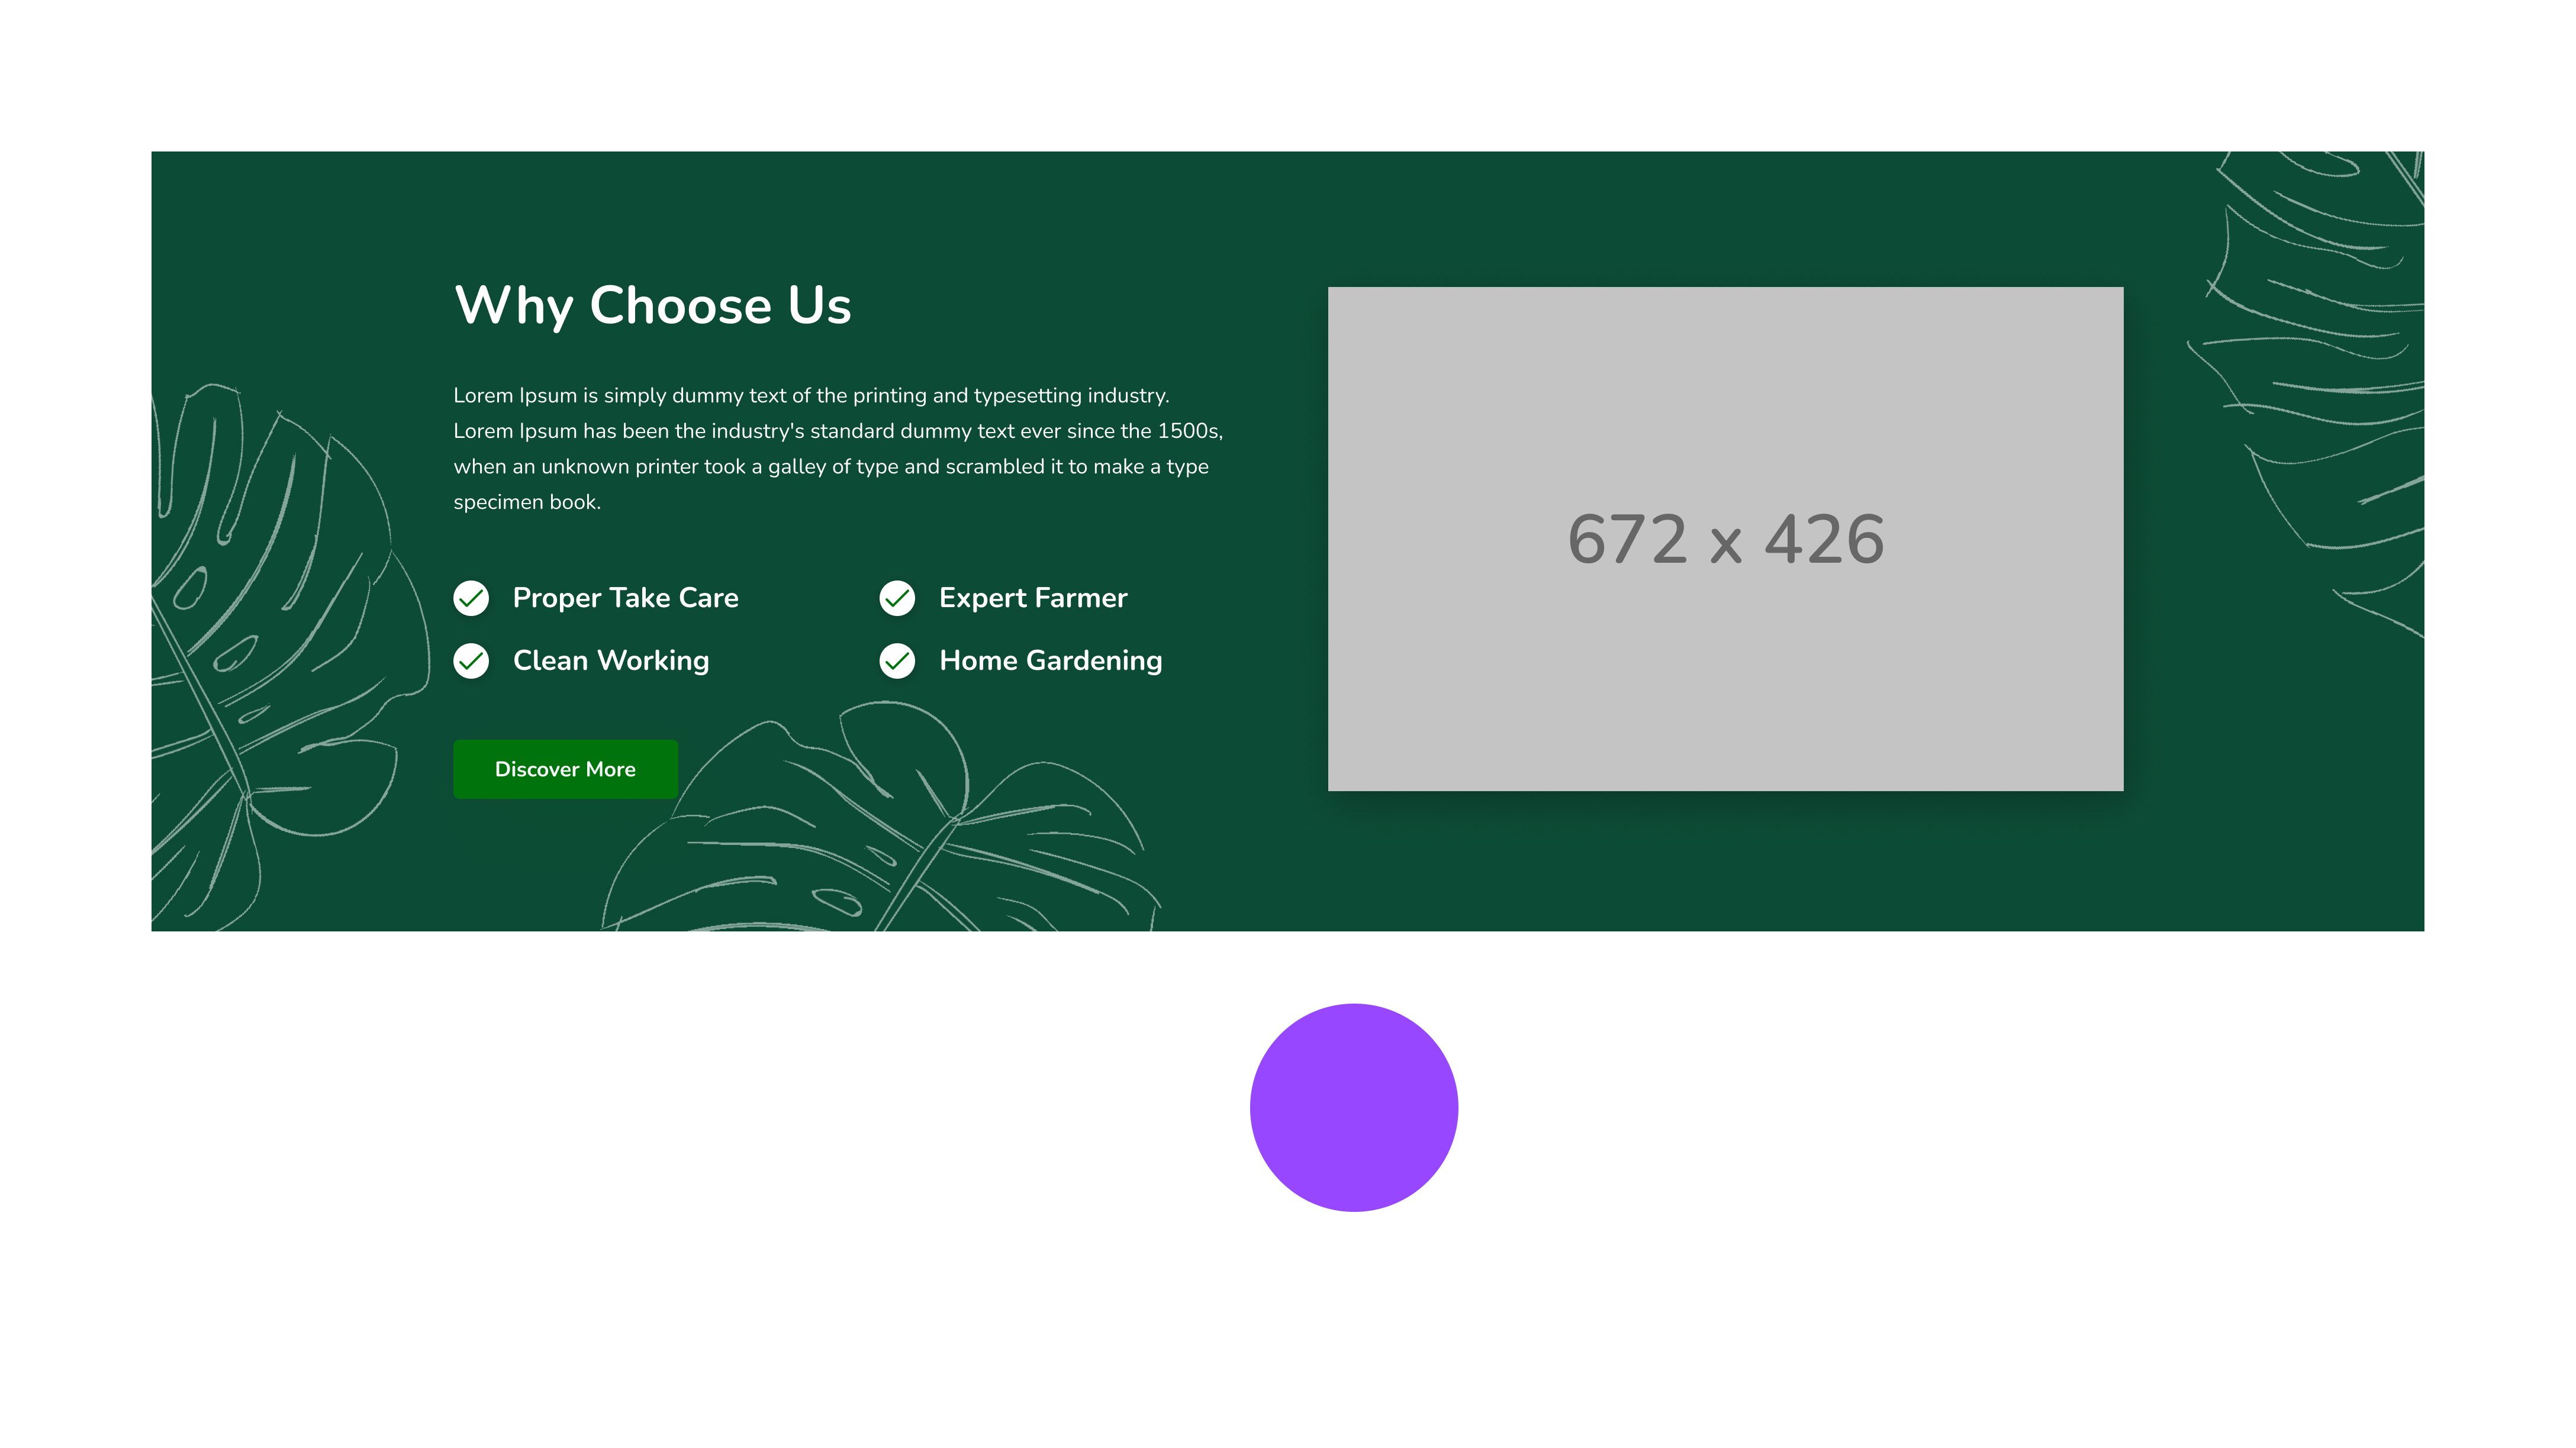 Why Choose Us
Lorem Ipsum is simply dummy text of the printing and typesetting industry.
Lorem Ipsum has been the industry's standard dummy text ever since the 1500s,
when an unknown printer took a galley of type and scrambled it to make a type
specimen book.
Proper Take Care
Expert Farmer
Clean Working
Home Gardening
Discover More
672 x 426